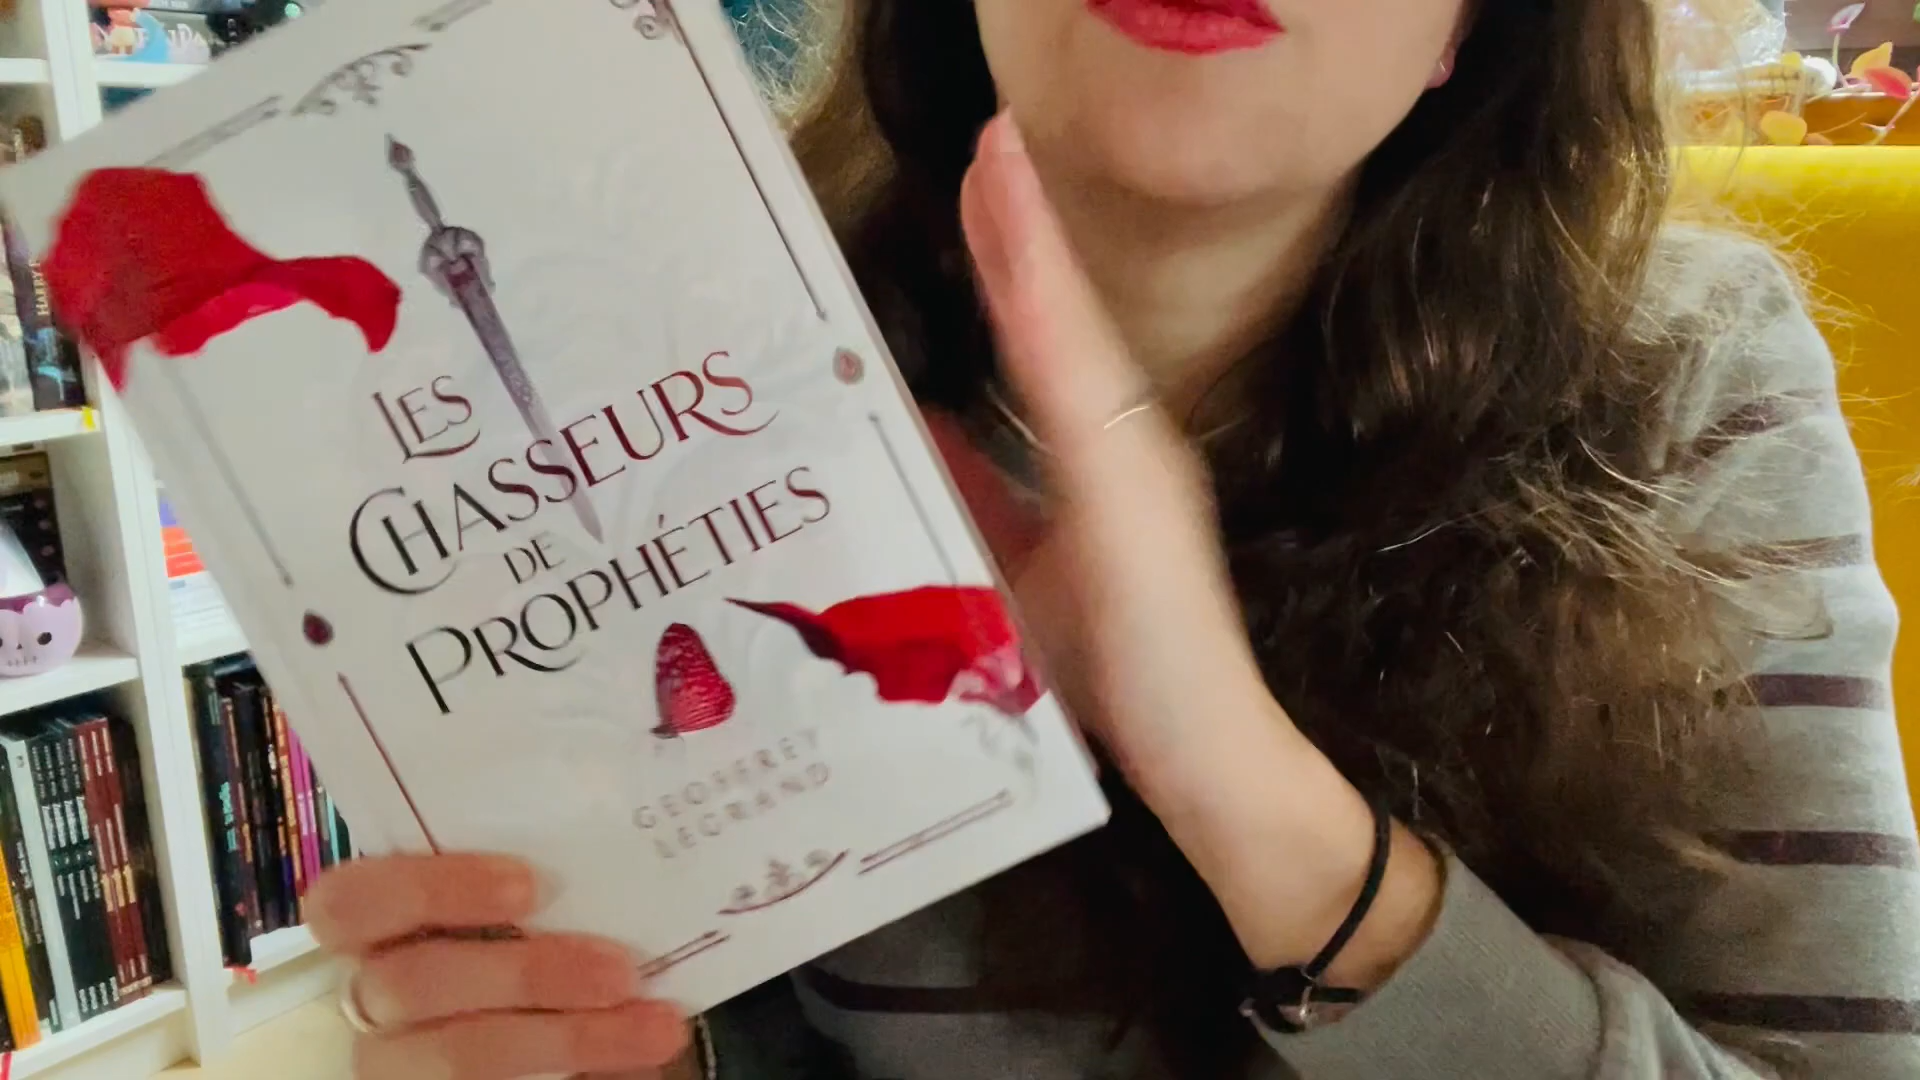 LES
CHASSEURS
DE
PROPHÉTIES
GEOFFREY
LEGRAND